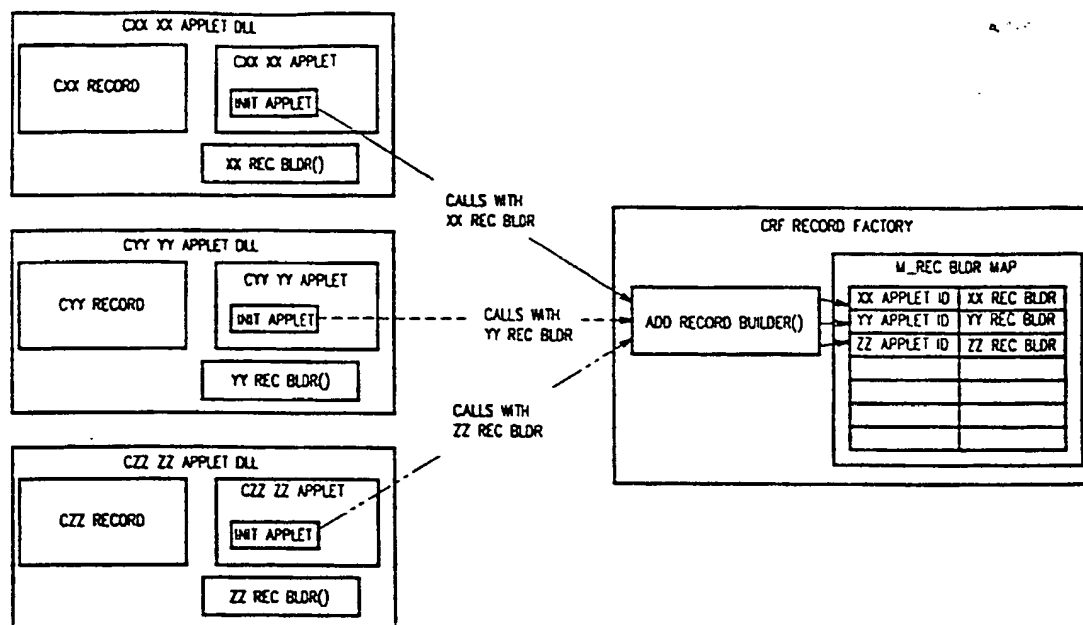 CXX XX APPLET DLL
CXX RECORD
CXX XX APPLET
INIT APPLET
XX REC BLDR()
CALLS WITH
XX REC BLDR
CYY YY APPLET DLL
CYY RECORD
CYY YY APPLET
INIT APPLET
YY REC BLDR()
CALLS WITH
YY REC BLDR
CZZ ZZ APPLET DLL
CZZ RECORD
CZZ ZZ APPLET
INIT APPLET
ZZ REC BLDR()
CALLS WITH
ZZ REC BLDR
CRF RECORD FACTORY
ADD RECORD BUILDER()
M_REC BLDR MAP
XX APPLET ID XX REC BLDR
YY APPLET ID YY REC BLDR
ZZ APPLET ID ZZ REC BLDR